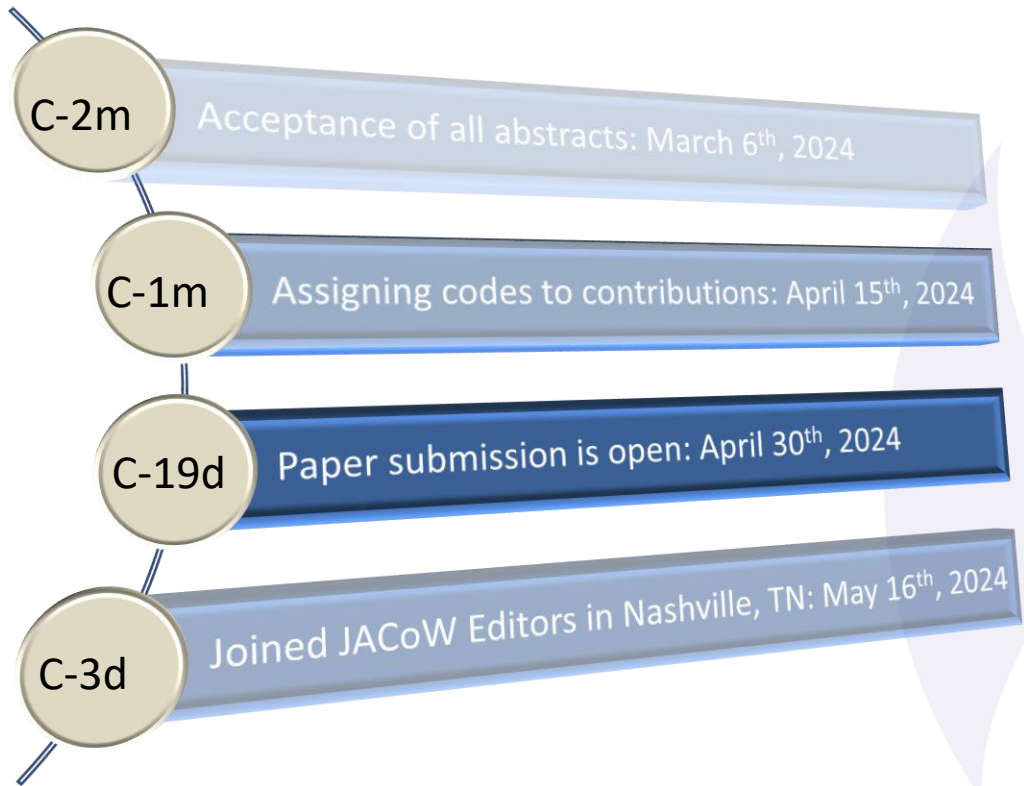 C-2m
Acceptance of all abstracts: March 6th, 2024
C-1m
Assigning codes to contributions: April 15th, 2024
C-19d
Paper submission is open: April 30th, 2024
C-3d
Joined JACoW Editors in Nashville, TN: May 16th, 2024